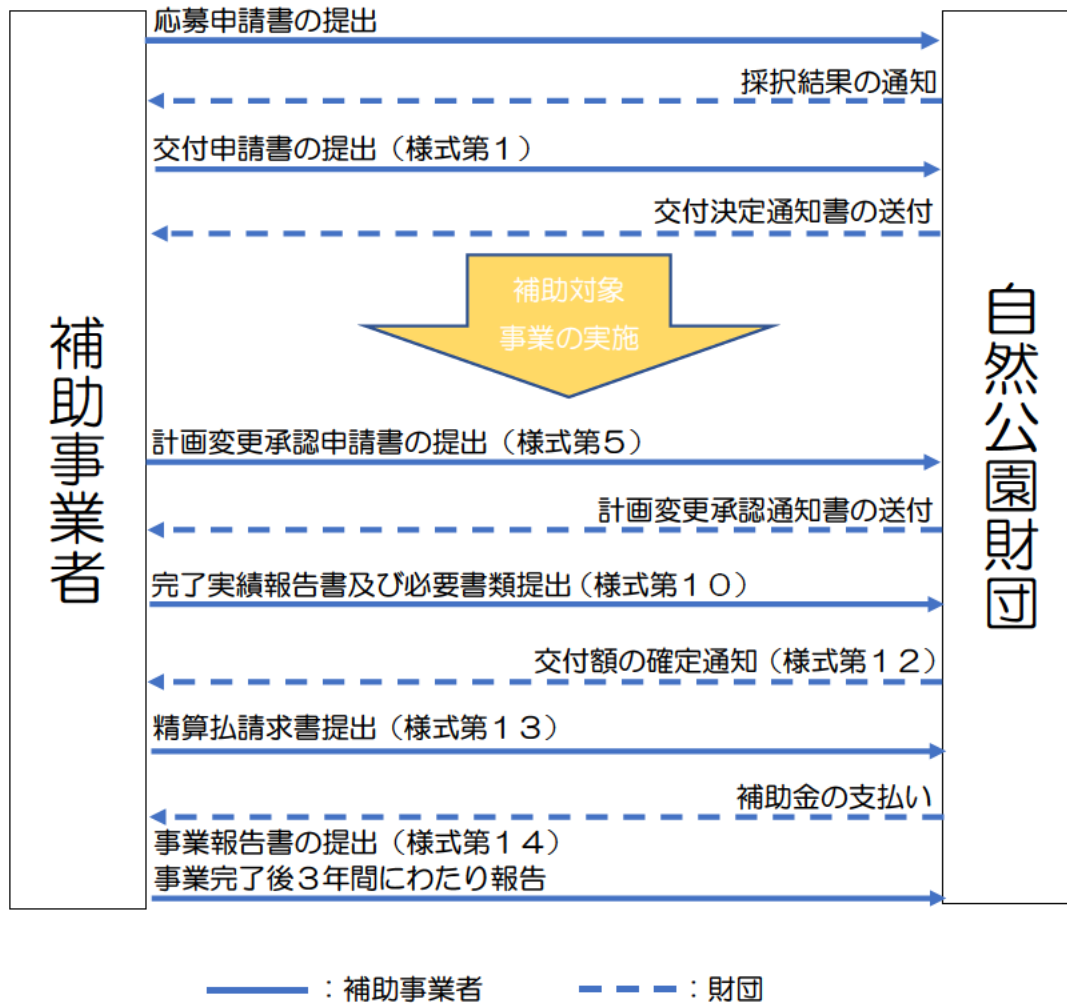 応募申請書の提出
採択結果の通知
交付申請書の提出（様式第１）
交付決定通知書の送付
補助対象
事業の実施
補助事業者
自然公園財団
計画変更承認申請書の提出（様式第５）
計画変更承認通知書の送付
完了実績報告書及び必要書類提出（様式第１０）
交付額の確定通知（様式第１２）
精算払請求書提出（様式第１３）
補助金の支払い
事業報告書の提出（様式第１４）
事業完了後３年間にわたり報告
：補助事業者
：財団